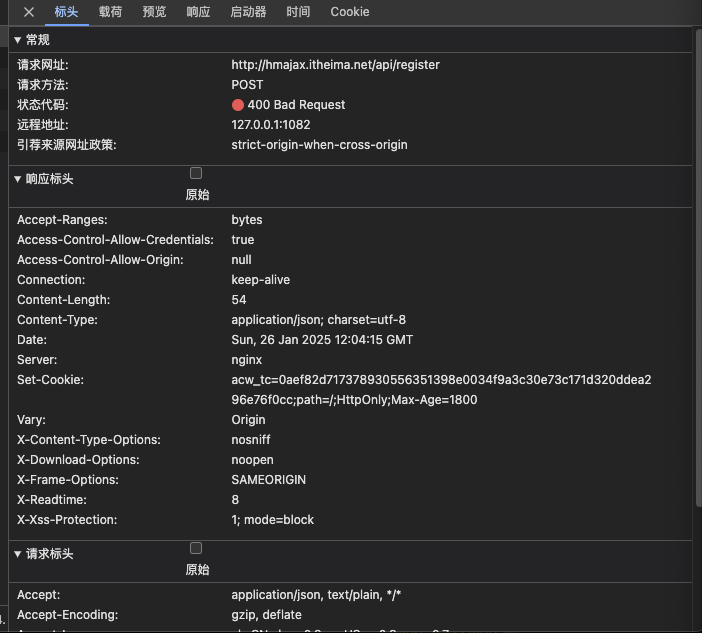 标头 载荷 预览 响应 启动器 时间 Cookie
常规
请求网址: http://hmajax.itheima.net/api/register
请求方法: POST
状态代码: 400 Bad Request
远程地址: 127.0.0.1:1082
引荐来源网址政策: strict-origin-when-cross-origin
响应标头
原始
Accept-Ranges: bytes
Access-Control-Allow-Credentials: true
Access-Control-Allow-Origin: null
Connection: keep-alive
Content-Length: 54
Content-Type: application/json; charset=utf-8
Date: Sun, 26 Jan 2025 12:04:15 GMT
Server: nginx
Set-Cookie: acw_tc=0aef82d717378930556351398e0034f9a3c30e73c171d320ddea2
96e76f0cc;path=/;HttpOnly;Max-Age=1800
Vary: Origin
X-Content-Type-Options: nosniff
X-Download-Options: noopen
X-Frame-Options: SAMEORIGIN
X-Readtime: 8
X-Xss-Protection: 1; mode=block
请求标头
原始
Accept: application/json, text/plain, */*
Accept-Encoding: gzip, deflate